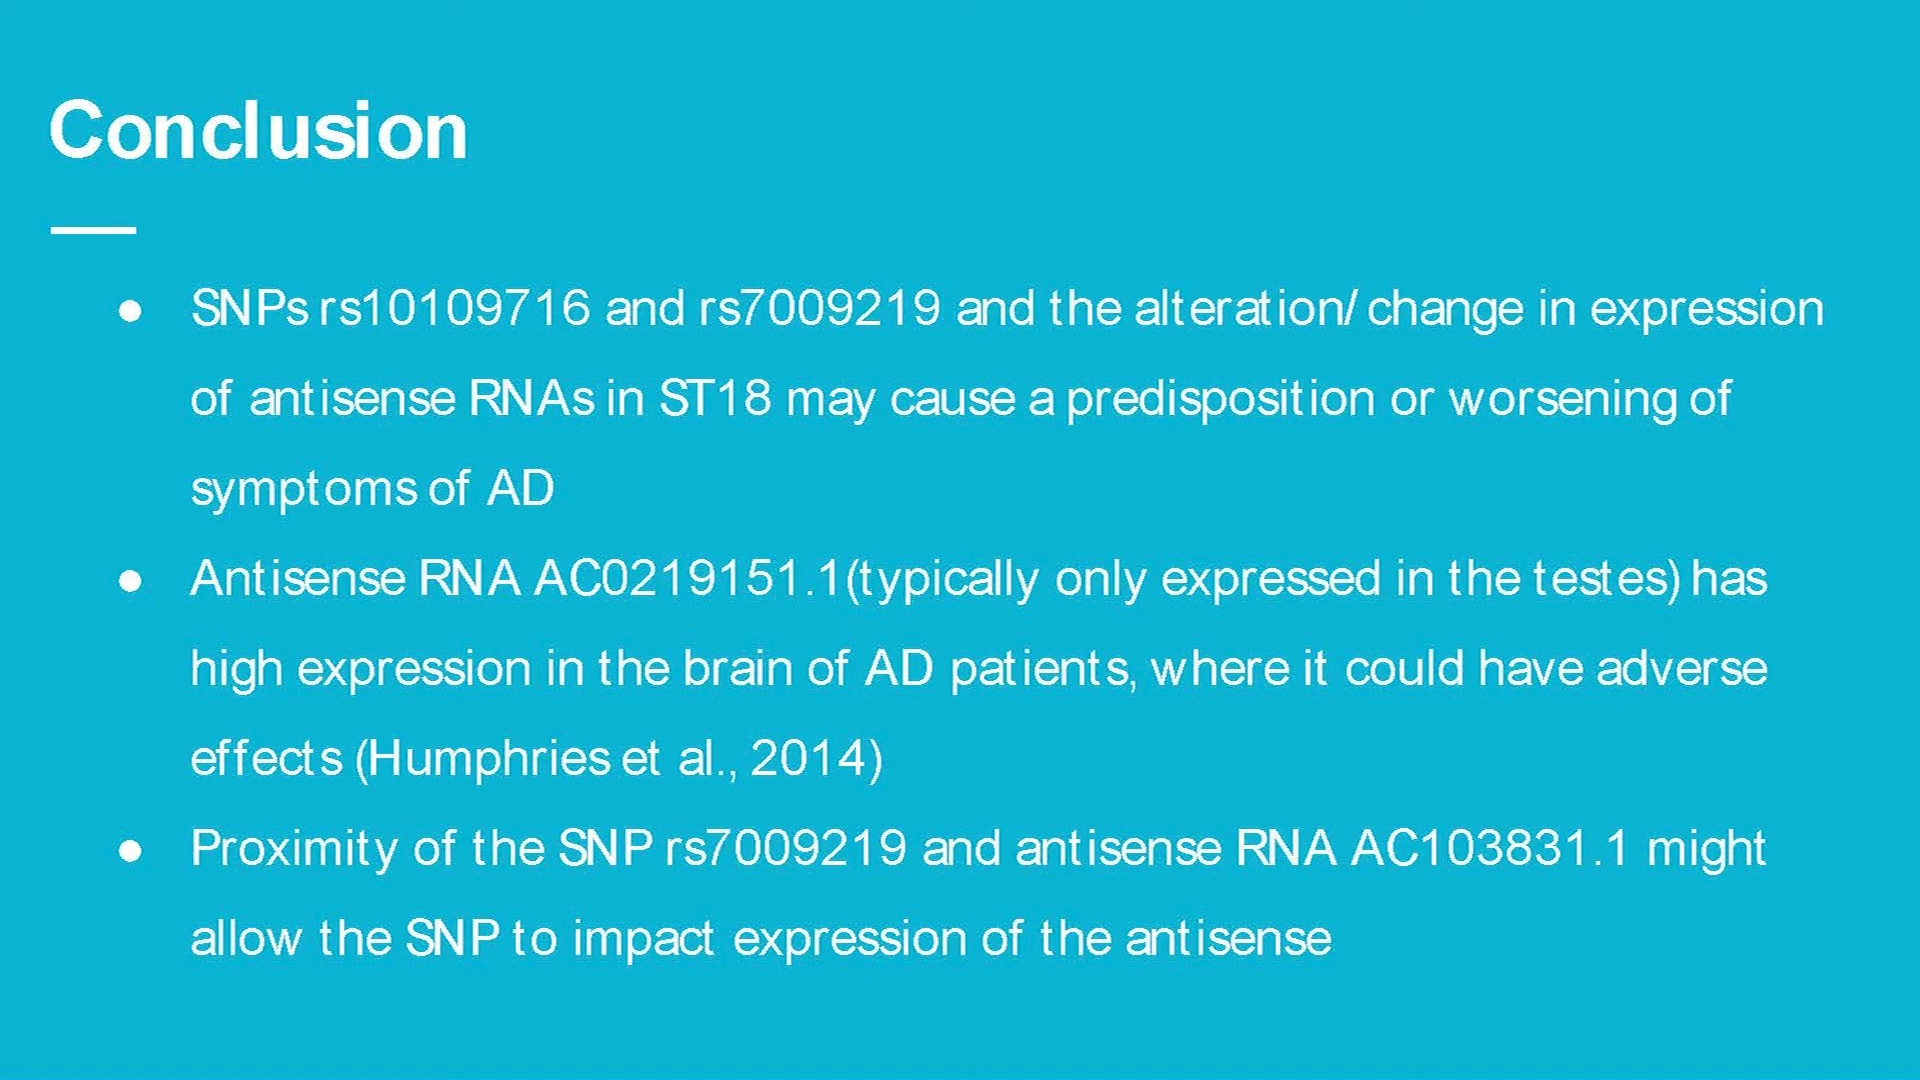 Conclusion
● SNPs rs10109716 and rs7009219 and the alteration/ change in expression
of antisense RNAs in ST18 may cause a predisposition or worsening of
symptoms of AD
● Antisense RNA AC0219151.1(typically only expressed in the testes) has
high expression in the brain of AD patients, where it could have adverse
effects (Humphries et al., 2014)
● Proximity of the SNP rs7009219 and antisense RNA AC103831.1 might
allow the SNP to impact expression of the antisense